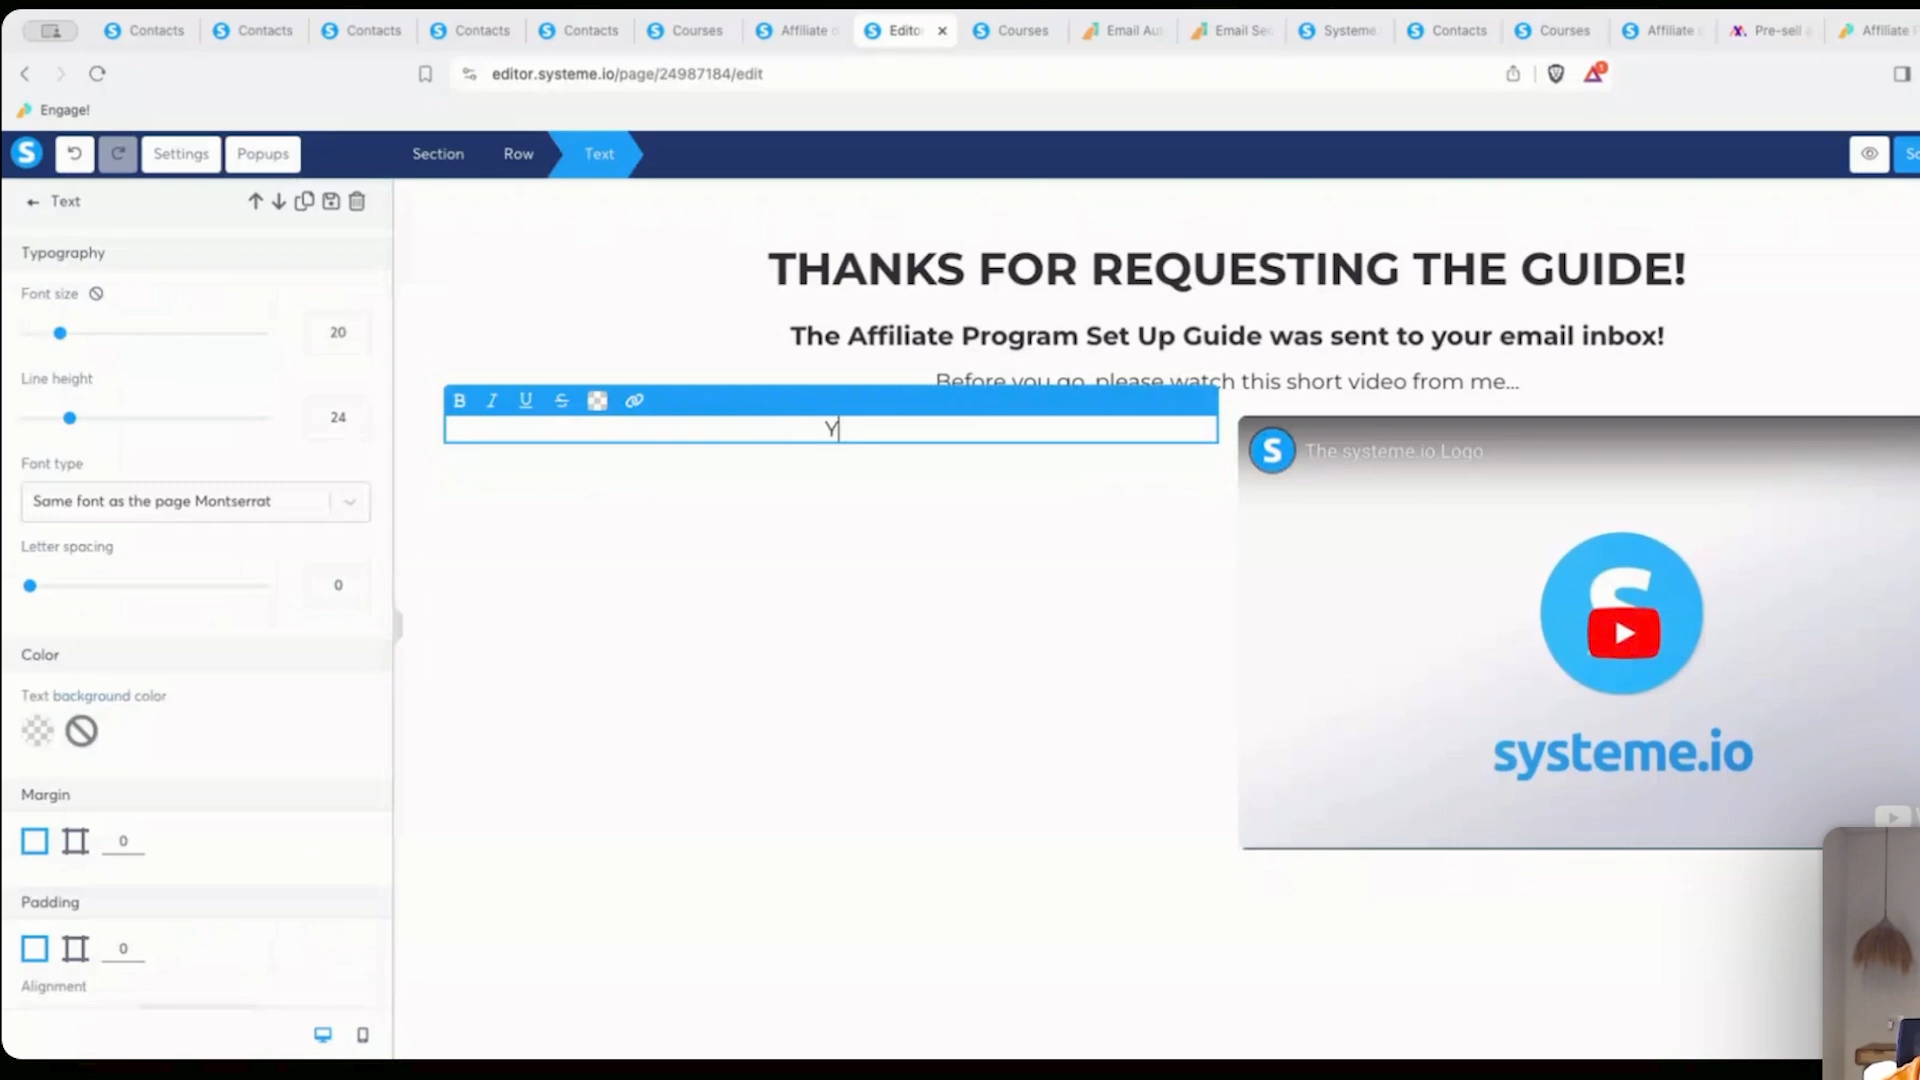 Contacts
Contacts
Contacts
Contacts
Contacts
Courses
Affiliate
Edito
Courses
Email Aut
Email Se
Systeme.
Contacts
Courses
Affiliate
Pre-sell
Affiliate
editor.systeme.io/page/24987184/edit
1
Engage!
S
Settings
Popups
Section
Row
Text
Text
Typography
Font size
20
Line height
24
Font type
Same font as the page Montserrat
Letter spacing
0
Color
Text background color
Margin
0
Padding
0
Alignment
THANKS FOR REQUESTING THE GUIDE!
The Affiliate Program Set Up Guide was sent to your email inbox!
Before you go, please watch this short video from me...
B I U S
Y
S The systeme.io Logo
S
systeme.io